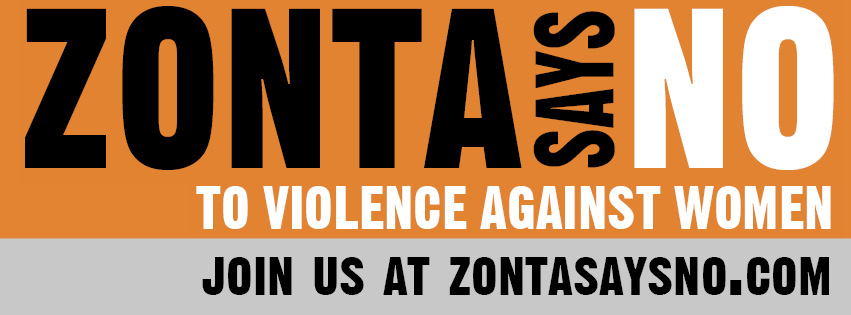 ZONTA SAYS NO
TO VIOLENCE AGAINST WOMEN
JOIN US AT ZONTASAYSNO.COM